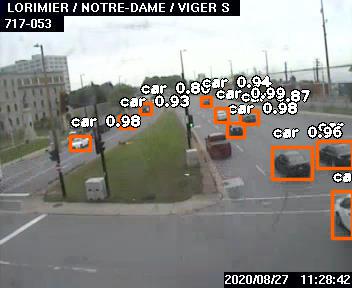 LORIMIER / NOTRE-DAME / VIGER S
717-053
car 0.94
car 0.99
car 0.93
car 0.98
car 0.98
car 0.96
2020/08/27 11:28:42